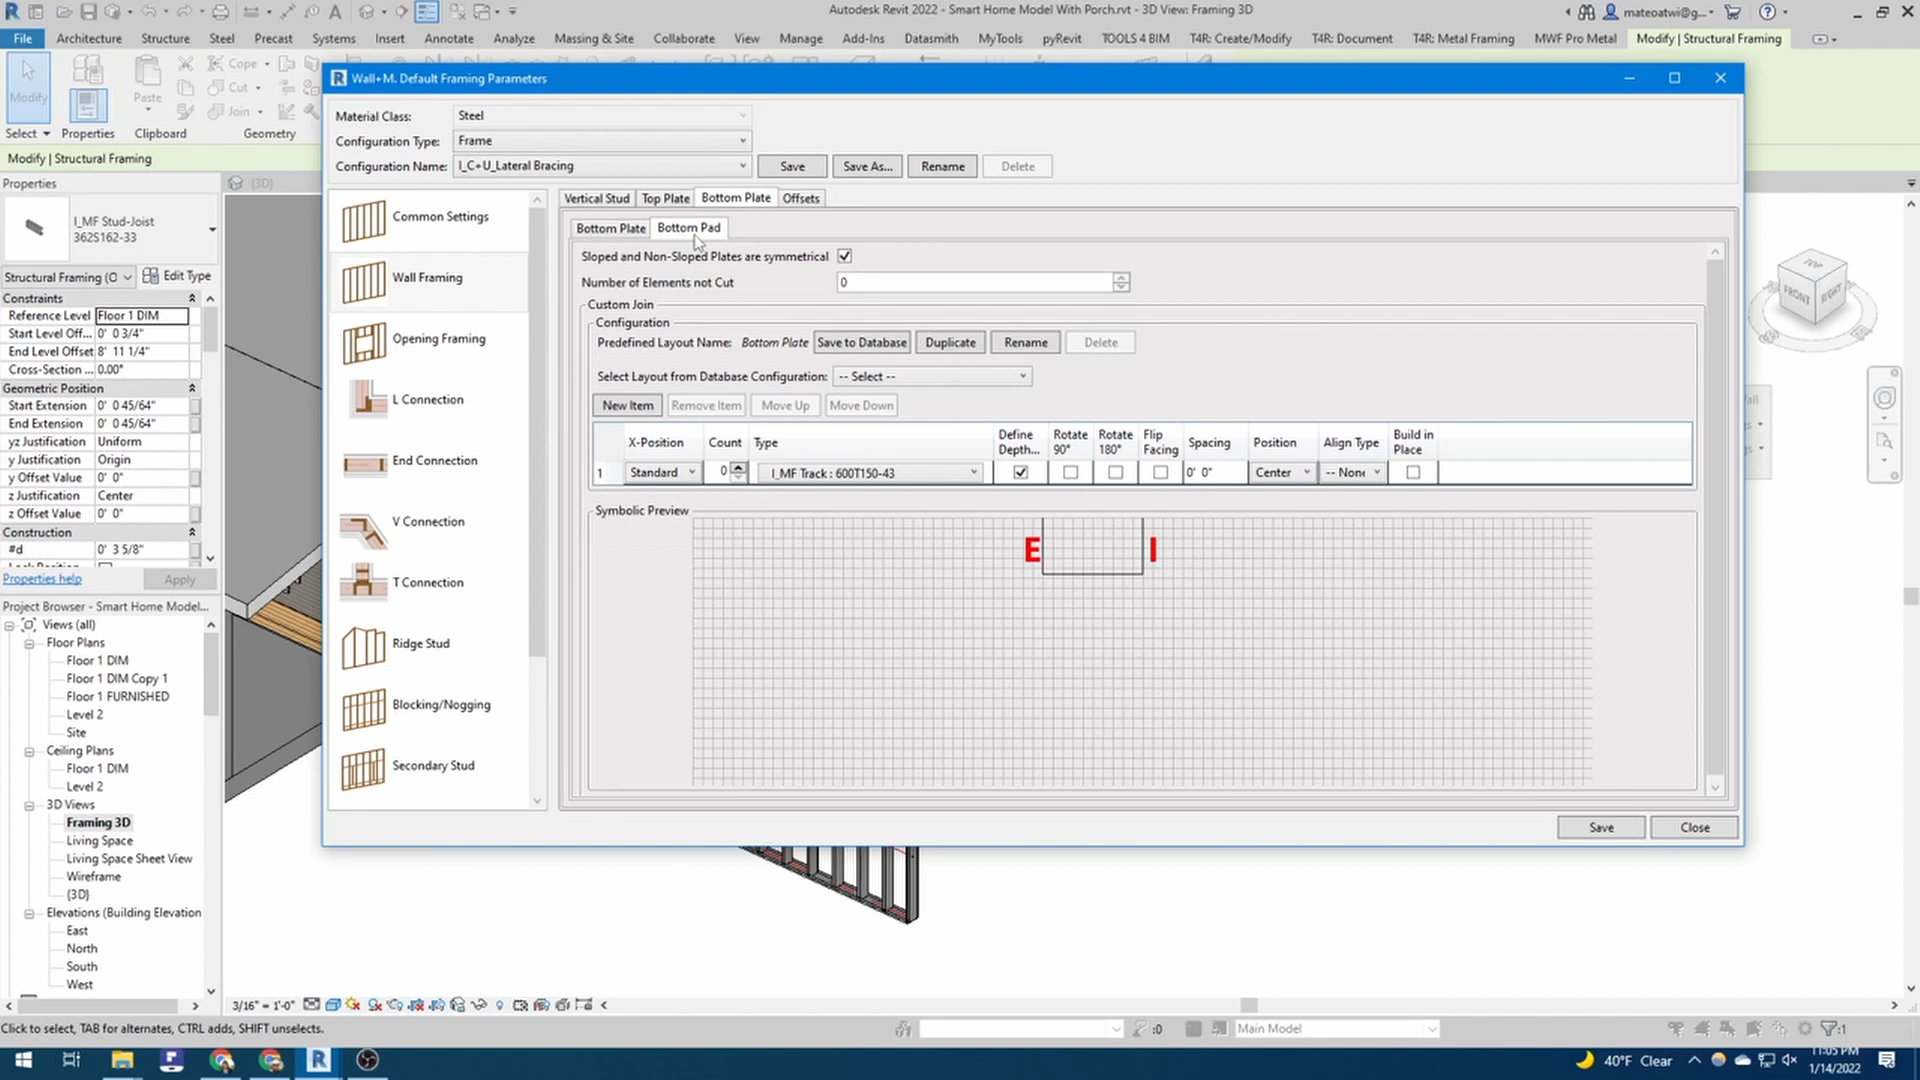 Autodesk Revit 2022 - Smart Home Model With Porch.rvt - 3D View: Framing 3D
mateoatwi@g...
File Architecture Structure Steel Precast Systems Insert Annotate Analyze Massing & Site Collaborate View Manage Add-Ins Datasmith MyTools pyRevit TOOLS 4 BIM T4R: Create/Modify T4R: Document T4R: Metal Framing MWF Pro Metal Modify | Structural Framing
Modify
Paste
Cope
Cut
Join
Select Properties Clipboard Geometry
Modify | Structural Framing
Properties
{3D}
I_MF Stud-Joist
362S162-33
Structural Framing (O Edit Type
Constraints
Reference Level Floor 1 DIM
Start Level Off... 0' 0 3/4"
End Level Offset 8' 11 1/4"
Cross-Section ... 0.00"
Geometric Position
Start Extension 0' 0 45/64"
End Extension 0' 0 45/64"
yz Justification Uniform
y Justification Origin
y Offset Value 0' 0"
z Justification Center
z Offset Value 0' 0"
Construction
#d 0' 3 5/8"
Properties help Apply
Project Browser - Smart Home Model...
Views (all)
Floor Plans
Floor 1 DIM
Floor 1 DIM Copy 1
Floor 1 FURNISHED
Level 2
Site
Ceiling Plans
Floor 1 DIM
Level 2
3D Views
Framing 3D
Living Space
Living Space Sheet View
Wireframe
{3D}
Elevations (Building Elevation
East
North
South
West
Wall+M. Default Framing Parameters
Material Class: Steel
Configuration Type: Frame
Configuration Name: I_C+U_Lateral Bracing Save Save As... Rename Delete
Common Settings
Wall Framing
Opening Framing
L Connection
End Connection
V Connection
T Connection
Ridge Stud
Blocking/Nogging
Secondary Stud
Vertical Stud Top Plate Bottom Plate Offsets
Bottom Plate Bottom Pad
Sloped and Non-Sloped Plates are symmetrical
Number of Elements not Cut 0
Custom Join
Configuration
Predefined Layout Name: Bottom Plate Save to Database Duplicate Rename Delete
Select Layout from Database Configuration: -- Select --
New Item Remove Item Move Up Move Down
X-Position Count Type Define Depth... Rotate 90° Rotate 180° Flip Facing Spacing Position Align Type Build in Place
1 Standard 0 I_MF Track : 600T150-43 0' 0" Center -- None
Symbolic Preview
E I
Save Close
TOP
FRONT RIGHT
3/16" = 1'-0"
Click to select, TAB for alternates, CTRL adds, SHIFT unselects.
:0
Main Model
:1
40°F Clear
11:05 PM
1/14/2022